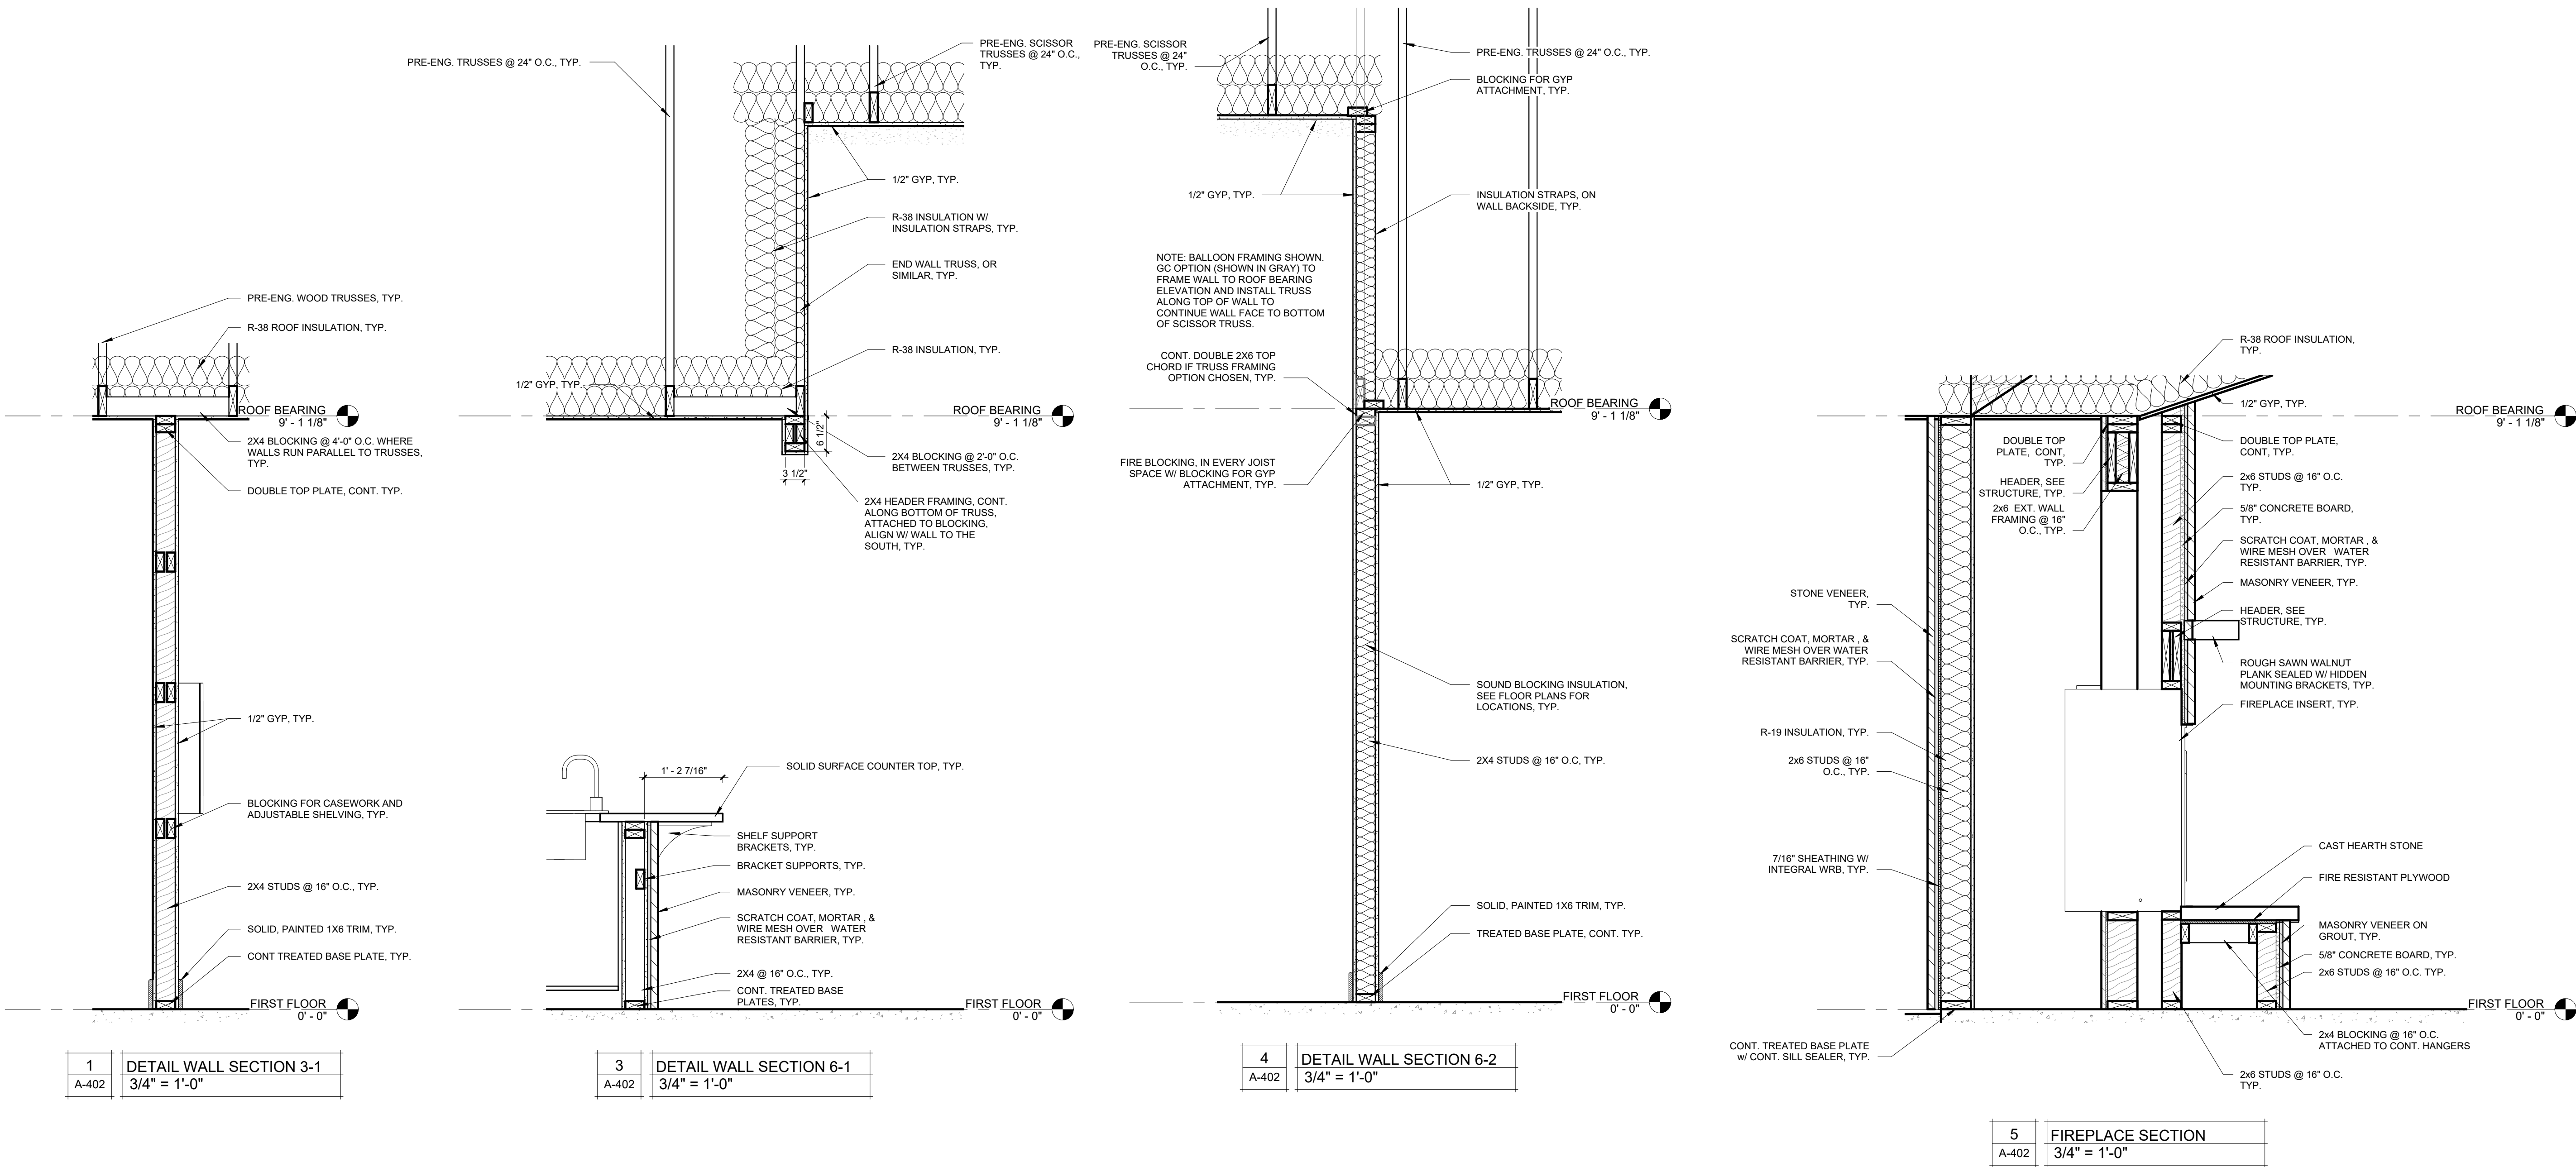 PRE-ENG. WOOD TRUSSES, TYP.
R-38 ROOF INSULATION, TYP.
ROOF BEARING
9' - 1 1/8"
2X4 BLOCKING @ 4'-0" O.C. WHERE
WALLS RUN PARALLEL TO TRUSSES,
TYP.
DOUBLE TOP PLATE, CONT. TYP.
1/2" GYP, TYP.
BLOCKING FOR CASEWORK AND
ADJUSTABLE SHELVING, TYP.
2X4 STUDS @ 16" O.C., TYP.
SOLID, PAINTED 1X6 TRIM, TYP.
CONT TREATED BASE PLATE, TYP.
FIRST FLOOR
0' - 0"
1
A-402
DETAIL WALL SECTION 3-1
3/4" = 1'-0"
PRE-ENG. TRUSSES @ 24" O.C., TYP.
PRE-ENG. SCISSOR
TRUSSES @ 24" O.C.,
TYP.
1/2" GYP, TYP.
R-38 INSULATION W/
INSULATION STRAPS, TYP.
END WALL TRUSS, OR
SIMILAR, TYP.
R-38 INSULATION, TYP.
1/2" GYP, TYP.
ROOF BEARING
9' - 1 1/8"
6 1/2"
3 1/2"
2X4 BLOCKING @ 2'-0" O.C.
BETWEEN TRUSSES, TYP.
2X4 HEADER FRAMING, CONT.
ALONG BOTTOM OF TRUSS,
ATTACHED TO BLOCKING,
ALIGN W/ WALL TO THE
SOUTH, TYP.
1' - 2 7/16"
SOLID SURFACE COUNTER TOP, TYP.
SHELF SUPPORT
BRACKETS, TYP.
BRACKET SUPPORTS, TYP.
MASONRY VENEER, TYP.
SCRATCH COAT, MORTAR , &
WIRE MESH OVER WATER
RESISTANT BARRIER, TYP.
2X4 @ 16" O.C., TYP.
CONT. TREATED BASE
PLATES, TYP.
FIRST FLOOR
0' - 0"
3
A-402
DETAIL WALL SECTION 6-1
3/4" = 1'-0"
PRE-ENG. SCISSOR
TRUSSES @ 24"
O.C., TYP.
PRE-ENG. TRUSSES @ 24" O.C., TYP.
BLOCKING FOR GYP
ATTACHMENT, TYP.
1/2" GYP, TYP.
INSULATION STRAPS, ON
WALL BACKSIDE, TYP.
NOTE: BALLOON FRAMING SHOWN.
GC OPTION (SHOWN IN GRAY) TO
FRAME WALL TO ROOF BEARING
ELEVATION AND INSTALL TRUSS
ALONG TOP OF WALL TO
CONTINUE WALL FACE TO BOTTOM
OF SCISSOR TRUSS.
CONT. DOUBLE 2X6 TOP
CHORD IF TRUSS FRAMING
OPTION CHOSEN, TYP.
ROOF BEARING
9' - 1 1/8"
FIRE BLOCKING, IN EVERY JOIST
SPACE W/ BLOCKING FOR GYP
ATTACHMENT, TYP.
1/2" GYP, TYP.
SOUND BLOCKING INSULATION,
SEE FLOOR PLANS FOR
LOCATIONS, TYP.
2X4 STUDS @ 16" O.C, TYP.
SOLID, PAINTED 1X6 TRIM, TYP.
TREATED BASE PLATE, CONT. TYP.
FIRST FLOOR
0' - 0"
4
A-402
DETAIL WALL SECTION 6-2
3/4" = 1'-0"
R-38 ROOF INSULATION,
TYP.
1/2" GYP, TYP.
ROOF BEARING
9' - 1 1/8"
DOUBLE TOP
PLATE, CONT,
TYP.
HEADER, SEE
STRUCTURE, TYP.
2x6 EXT. WALL
FRAMING @ 16"
O.C., TYP.
DOUBLE TOP PLATE,
CONT, TYP.
2x6 STUDS @ 16" O.C.
TYP.
5/8" CONCRETE BOARD,
TYP.
SCRATCH COAT, MORTAR , &
WIRE MESH OVER WATER
RESISTANT BARRIER, TYP.
MASONRY VENEER, TYP.
HEADER, SEE
STRUCTURE, TYP.
ROUGH SAWN WALNUT
PLANK SEALED W/ HIDDEN
MOUNTING BRACKETS, TYP.
FIREPLACE INSERT, TYP.
STONE VENEER,
TYP.
SCRATCH COAT, MORTAR , &
WIRE MESH OVER WATER
RESISTANT BARRIER, TYP.
R-19 INSULATION, TYP.
2x6 STUDS @ 16"
O.C., TYP.
7/16" SHEATHING W/
INTEGRAL WRB, TYP.
CAST HEARTH STONE
FIRE RESISTANT PLYWOOD
MASONRY VENEER ON
GROUT, TYP.
5/8" CONCRETE BOARD, TYP.
2x6 STUDS @ 16" O.C. TYP.
FIRST FLOOR
0' - 0"
2x4 BLOCKING @ 16" O.C.
ATTACHED TO CONT. HANGERS
CONT. TREATED BASE PLATE
w/ CONT. SILL SEALER, TYP.
2x6 STUDS @ 16" O.C.
TYP.
5
A-402
FIREPLACE SECTION
3/4" = 1'-0"